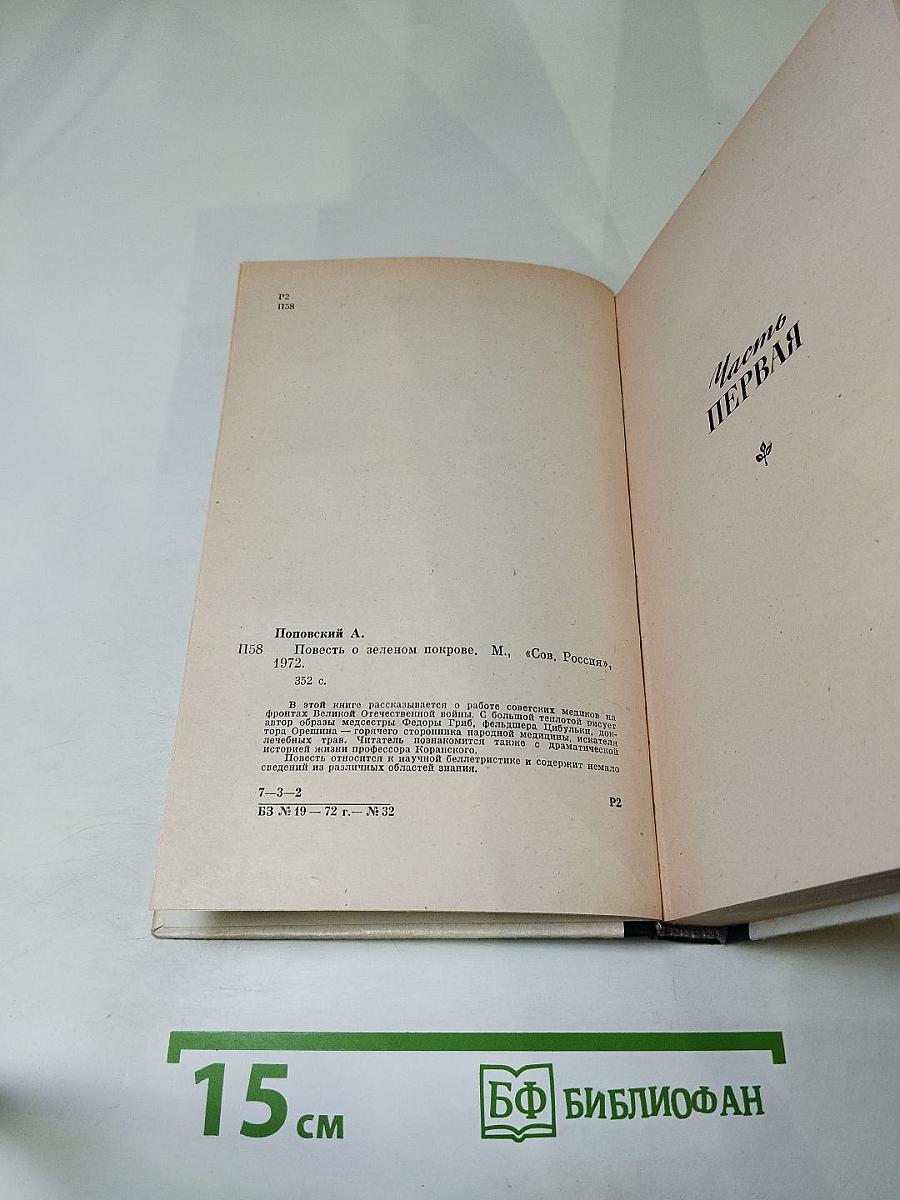 Р2
П58
Поповский А.
П58 Повесть о зеленом покрове. М., «Сов. Россия»,
1972.
352 с.
В этой книге рассказывается о работе советских медиков на
фронтах Великой Отечественной войны. С большой теплотой рисует
автор образы медсестры Федоры Гриб, фельдшера Цибульки, док-
тора Орешина — горячего сторонника народной медицины, искателя
лечебных трав. Читатель познакомится также с драматической
историей жизни профессора Коранского.
Повесть относится к научной беллетристике и содержит немало
сведений из различных областей знания.
7—3—2
БЗ № 19 — 72 г.— № 32
Р2
Часть
ПЕРВАЯ
15 см
БФ БИБЛИОФАН